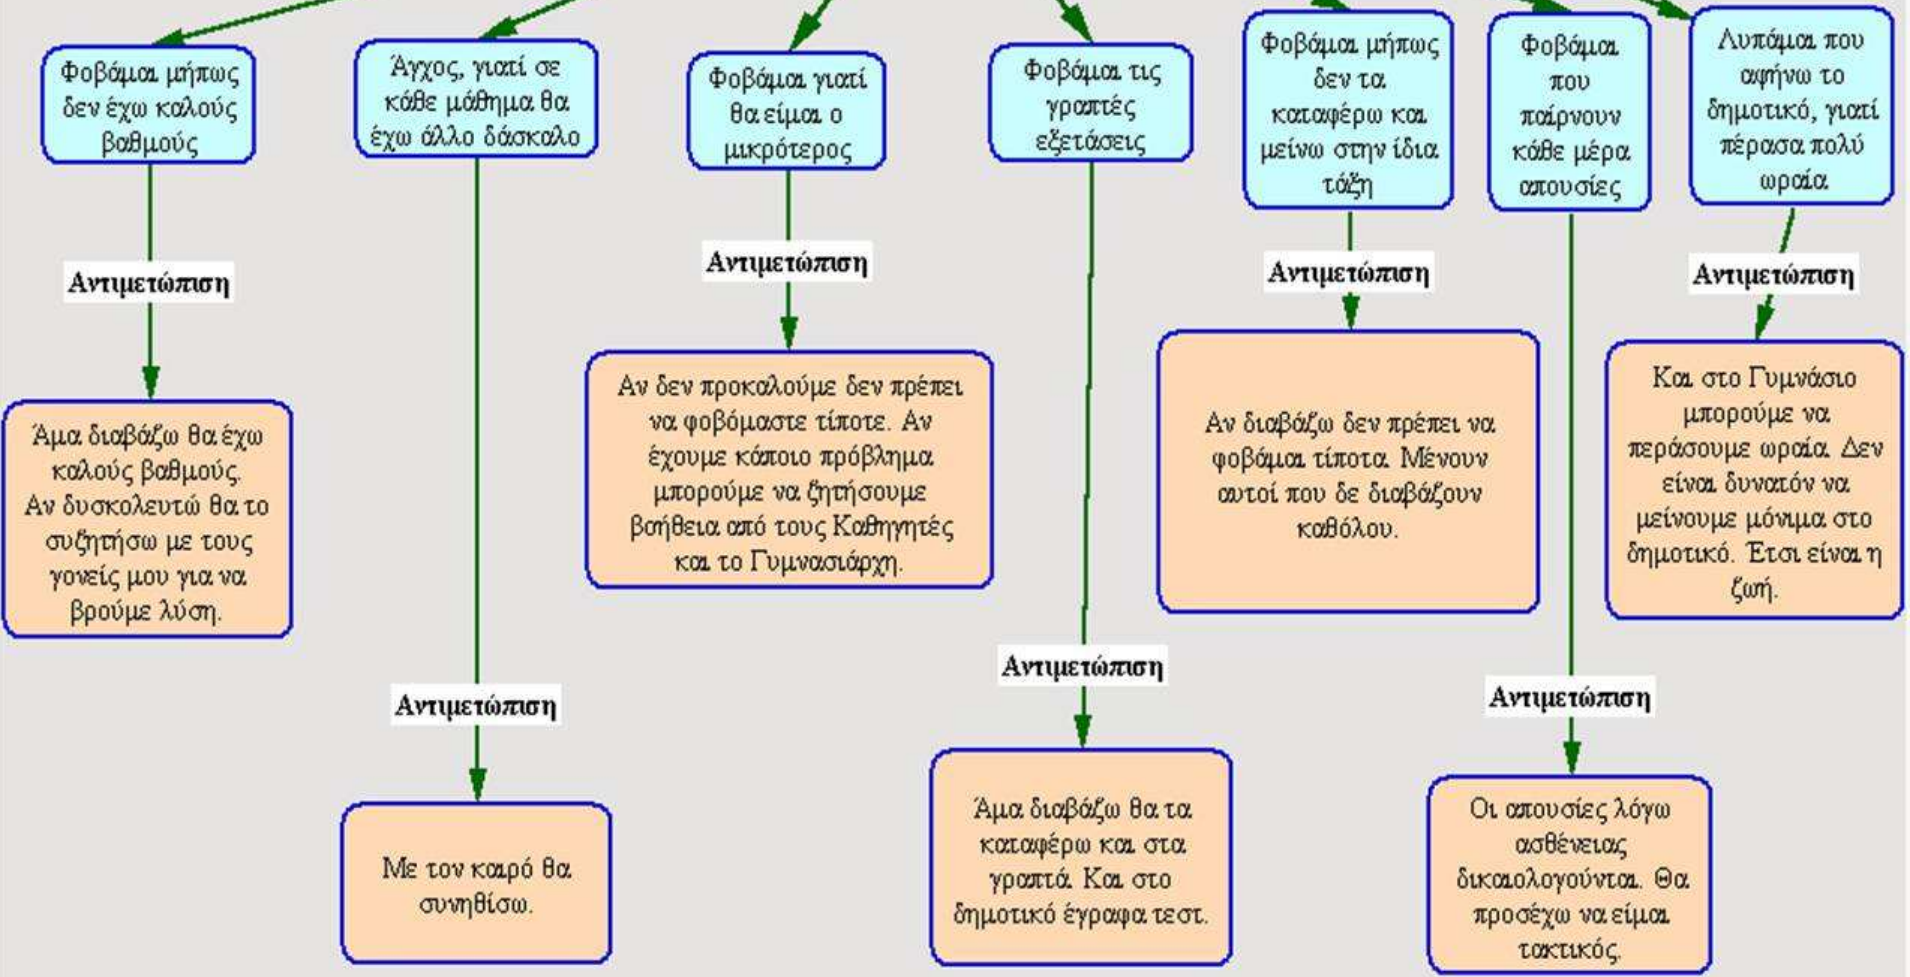 Φοβάμαι μήπως
δεν έχω καλούς
βαθμούς
Άγχος, γιατί σε
κάθε μάθημα θα
έχω άλλο δάσκαλο
Φοβάμαι γιατί
θα είμαι ο
μικρότερος
Φοβάμαι τις
γραπτές
εξετάσεις
Φοβάμαι μήπως
δεν τα
καταφέρω και
μείνω στην ίδια
τάξη
Φοβάμαι
που
παίρνουν
κάθε μέρα
απουσίες
Λυπάμαι που
αφήνω το
δημοτικό, γιατί
πέρασα πολύ
ωραία
Αντιμετώπιση
Αντιμετώπιση
Αντιμετώπιση
Αντιμετώπιση
Άμα διαβάζω θα έχω
καλούς βαθμούς.
Αν δυσκολευτώ θα το
συζητήσω με τους
γονείς μου για να
βρούμε λύση.
Αν δεν προκαλούμε δεν πρέπει
να φοβόμαστε τίποτε. Αν
έχουμε κάποιο πρόβλημα
μπορούμε να ζητήσουμε
βοήθεια από τους Καθηγητές
και το Γυμνασιάρχη.
Αν διαβάζω δεν πρέπει να
φοβάμαι τίποτα. Μένουν
αυτοί που δε διαβάζουν
καθόλου.
Και στο Γυμνάσιο
μπορούμε να
περάσουμε ωραία. Δεν
είναι δυνατόν να
μείνουμε μόνιμα στο
δημοτικό. Έτσι είναι η
ζωή.
Αντιμετώπιση
Αντιμετώπιση
Αντιμετώπιση
Με τον καιρό θα
συνηθίσω.
Άμα διαβάζω θα τα
καταφέρω και στα
γραπτά. Και στο
δημοτικό έγραφα τεστ.
Οι απουσίες λόγω
ασθένειας
δικαιολογούνται. Θα
προσέχω να είμαι
τακτικός.